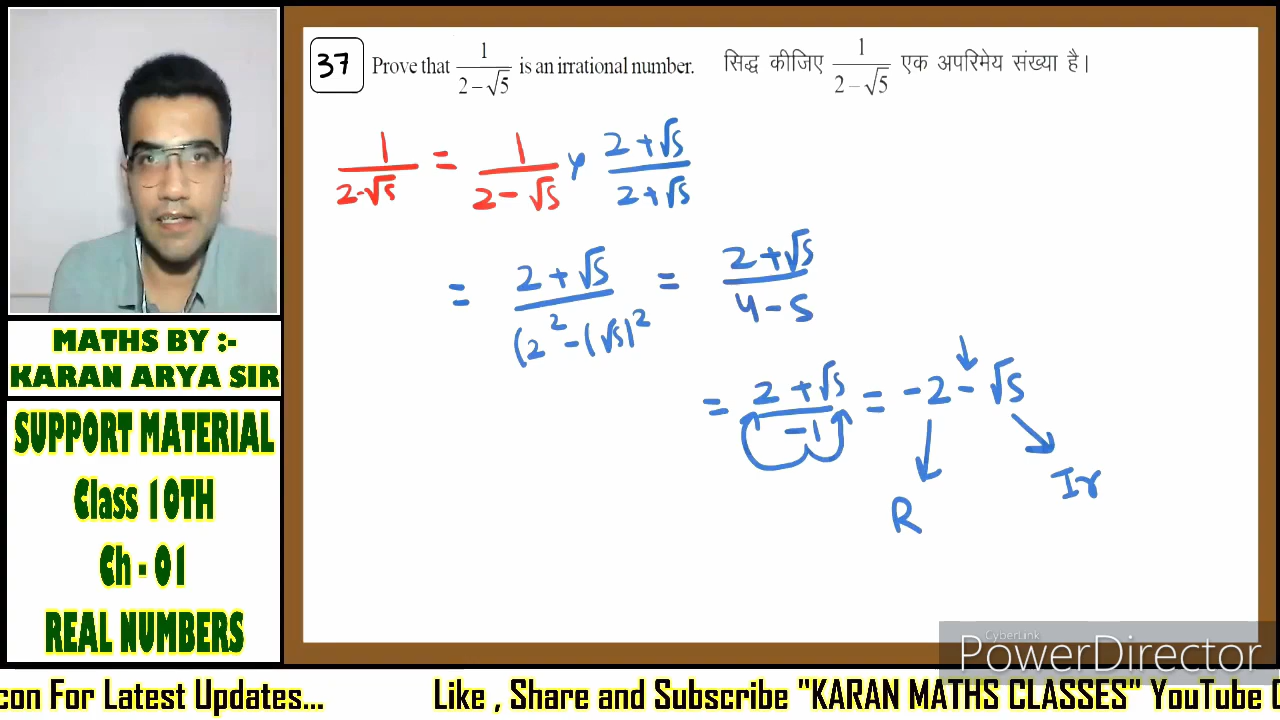 37 Prove that 1/(2 – √5) is an irrational number. सिद्ध कीजिए 1/(2 – √5) एक अपरिमेय संख्या है।
1/(2-√5) = 1/(2 - √5) × (2 + √5)/(2 + √5)
= (2 + √5)/((2² - (√5)²) = (2 + √5)/(4 - 5)
= (2 + √5)/(-1) = -2 - √5
R Ir
MATHS BY :-
KARAN ARYA SIR
SUPPORT MATERIAL
Class 10TH
Ch - 01
REAL NUMBERS
CyberLink
PowerDirector
con For Latest Updates... Like , Share and Subscribe "KARAN MATHS CLASSES" YouTube C